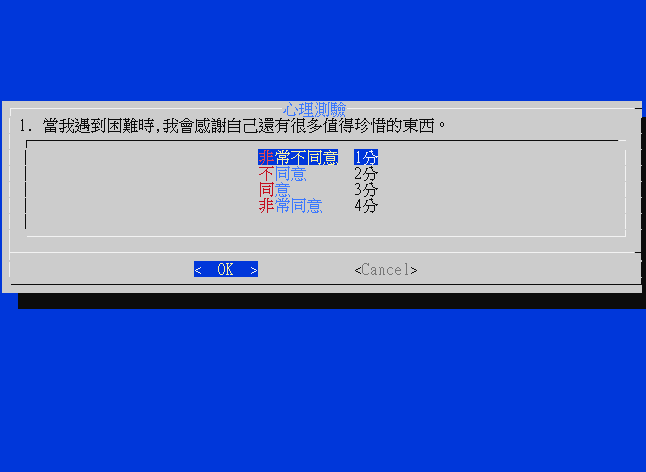 心理測驗
1. 當我遇到困難時,我會感謝自己還有很多值得珍惜的東西。
非常不同意 1分
不同意 2分
同意 3分
非常同意 4分
< OK > <Cancel>